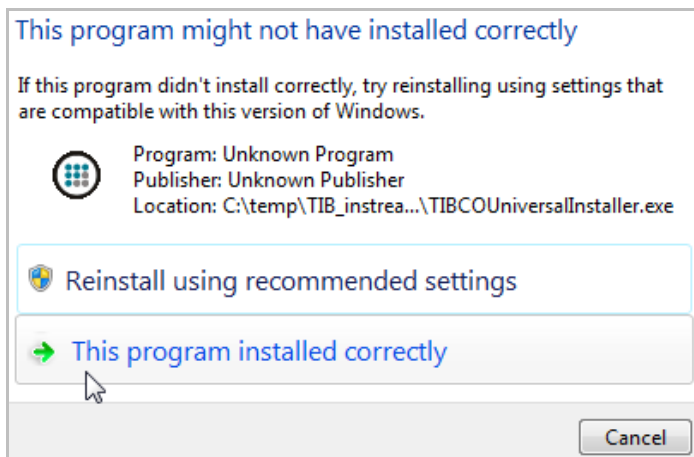 This program might not have installed correctly
If this program didn't install correctly, try reinstalling using settings that
are compatible with this version of Windows.
Program: Unknown Program
Publisher: Unknown Publisher
Location: C:\temp\TIB_instrea...\TIBCOUniversalInstaller.exe
Reinstall using recommended settings
This program installed correctly
Cancel